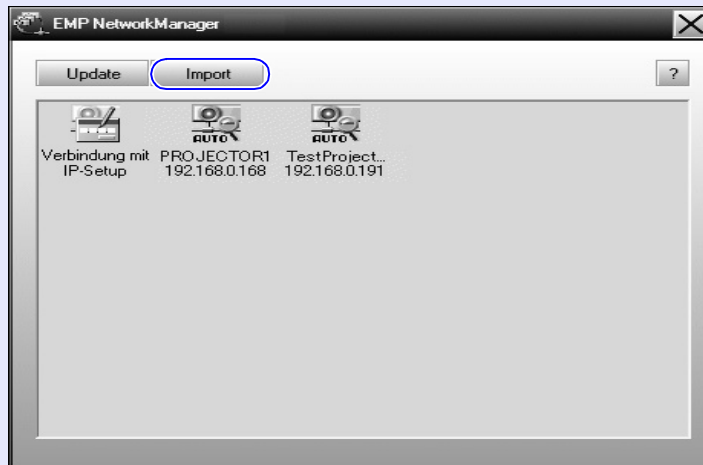 EMP NetworkManager
Update
Import
?
AUTO
AUTO
Verbindung mit
IP-Setup
PROJECTOR1
192.168.0.168
TestProject...
192.168.0.191